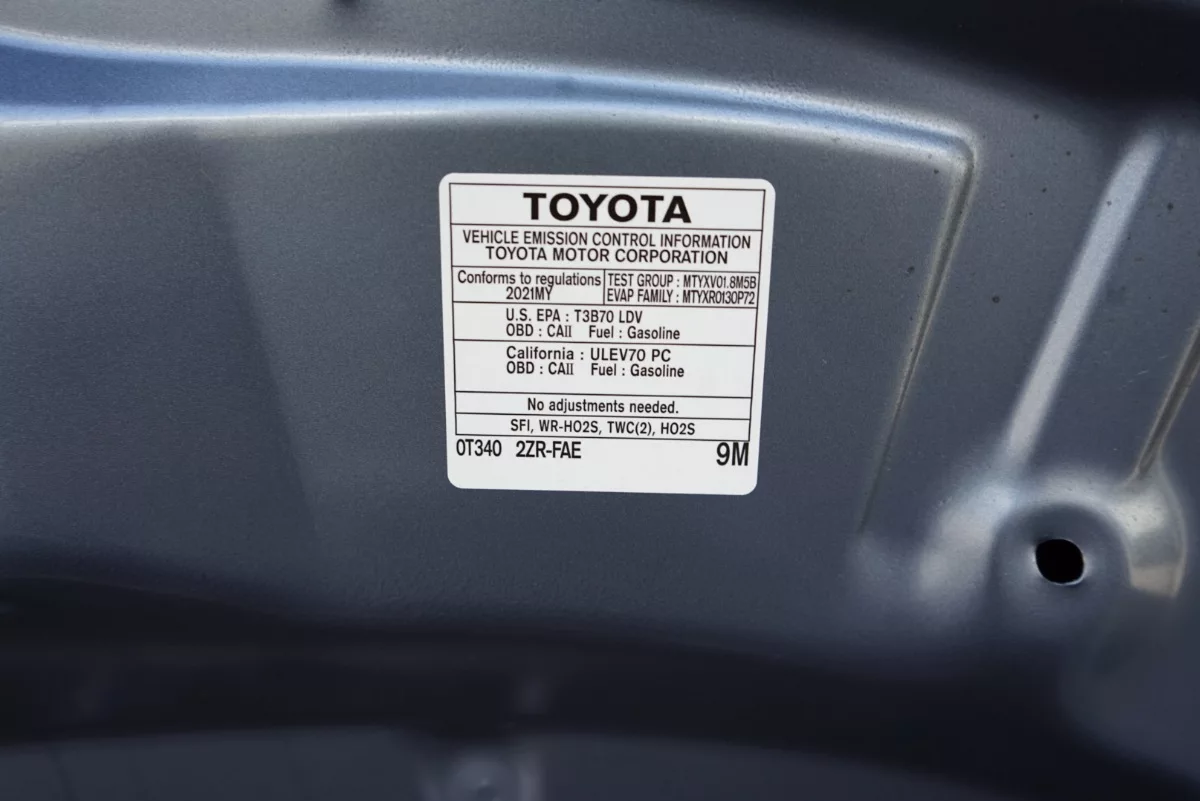 TOYOTA
VEHICLE EMISSION CONTROL INFORMATION
TOYOTA MOTOR CORPORATION
Conforms to regulations
2021MY
TEST GROUP : MTYXV01.8M5B
EVAP FAMILY : MTYXR0130P72
U.S. EPA : T3B70 LDV
OBD : CAII Fuel : Gasoline
California : ULEV70 PC
OBD : CAII Fuel : Gasoline
No adjustments needed.
SFI, WR-HO2S, TWC(2), HO2S
0T340 2ZR-FAE 9M